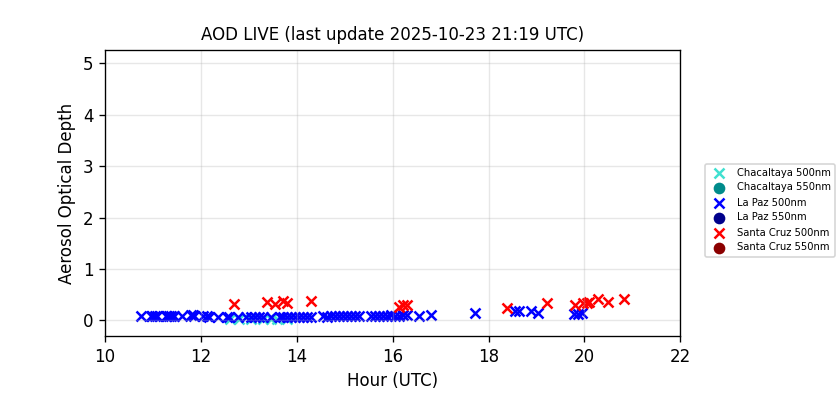 AOD LIVE (last update 2025-10-23 21:19 UTC)
Aerosol Optical Depth
5
4
3
2
1
0
10 12 14 16 18 20 22
Hour (UTC)
Chacaltaya 500nm
Chacaltaya 550nm
La Paz 500nm
La Paz 550nm
Santa Cruz 500nm
Santa Cruz 550nm